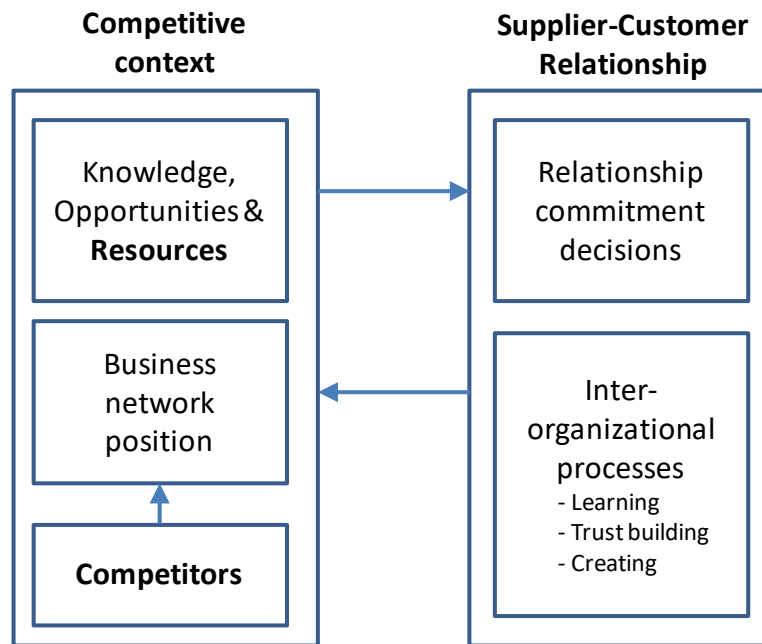 Competitive
context
Knowledge,
Opportunities &
Resources
Business
network
position
Competitors
Supplier-Customer
Relationship
Relationship
commitment
decisions
Inter-
organizational
processes
- Learning
- Trust building
- Creating